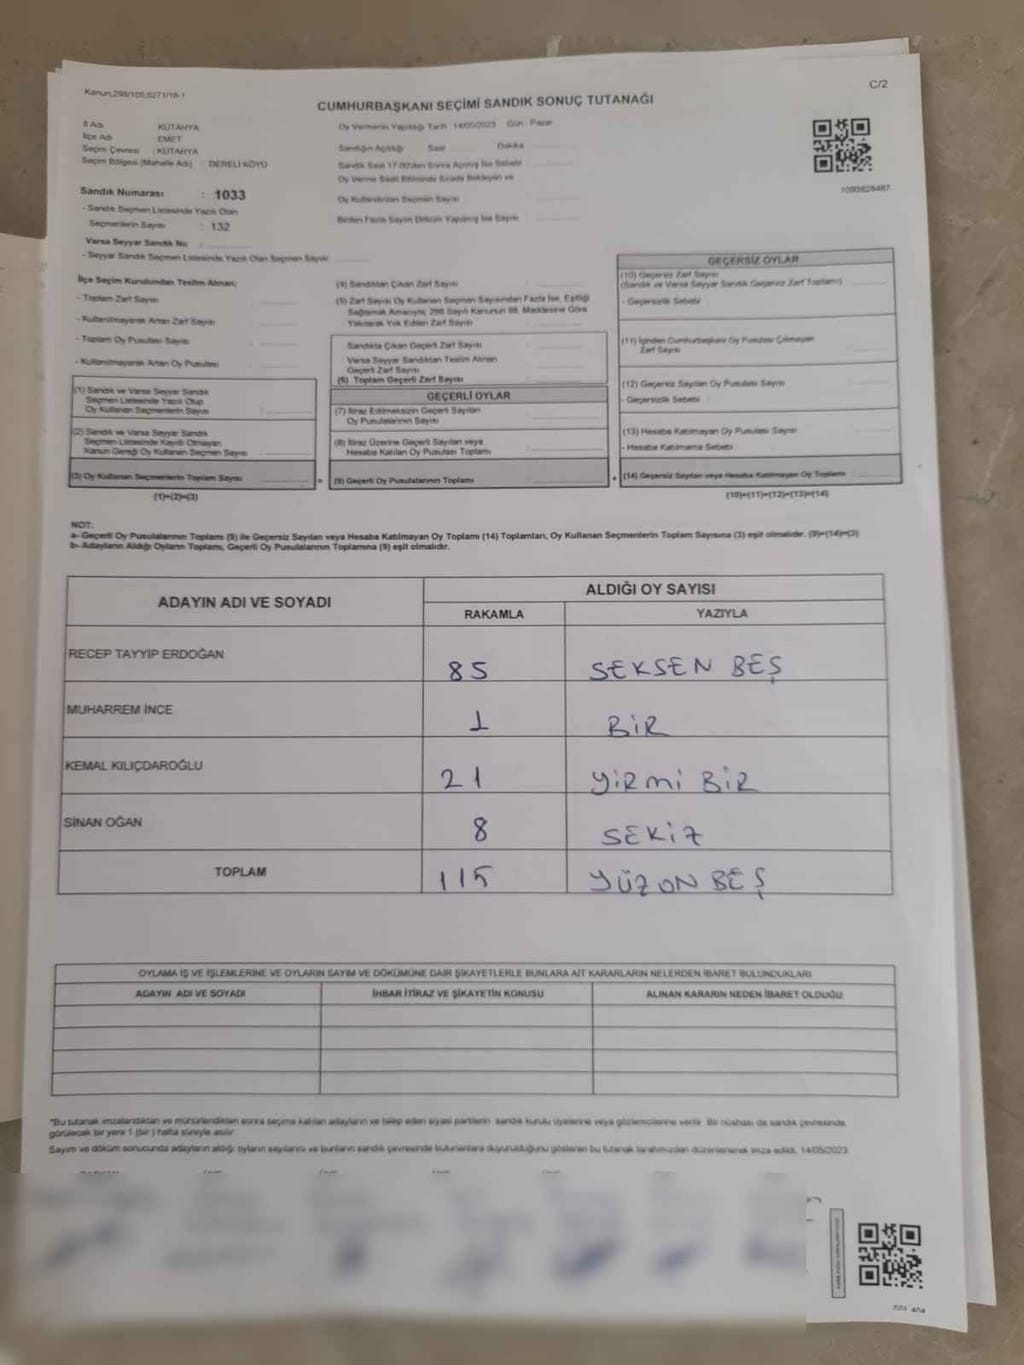 Kanun;298/105,6271/18-1
C/2
CUMHURBAŞKANI SEÇİMİ SANDIK SONUÇ TUTANAĞI
İl Adı KÜTAHYA
İlçe Adı EMET
Seçim Çevresi : KÜTAHYA
Seçim Bölgesi (Mahalle Adı) : DERELİ KÖYÜ
Oy Vermenin Yapıldığı Tarih : 14/05/2023 Gün : Pazar
Sandığın Açıldığı Saat Dakika
Sandık Saat 17.00'den Sonra Açılmış İse Sebebi
Oy Verme Saati Bitiminde Sırada Bekleyen ve
Oy Kullandırılan Seçmen Sayısı
Birden Fazla Sayım Döküm Yapılmış İse Sayısı
Sandık Numarası : 1033
- Sandık Seçmen Listesinde Yazılı Olan
Seçmenlerin Sayısı : 132
Varsa Seyyar Sandık No :
- Seyyar Sandık Seçmen Listesinde Yazılı Olan Seçmen Sayısı
1099828487
İlçe Seçim Kurulundan Teslim Alınan;
- Toplam Zarf Sayısı
- Kullanılmayarak Artan Zarf Sayısı
- Toplam Oy Pusulası Sayısı
- Kullanılmayarak Artan Oy Pusulası
(1) Sandık ve Varsa Seyyar Sandık
Seçmen Listesinde Yazılı Olup
Oy Kullanan Seçmenlerin Sayısı
(2) Sandık ve Varsa Seyyar Sandık
Seçmen Listesinde Kayıtlı Olmayan
Kanun Gereği Oy Kullanan Seçmen Sayısı
(3) Oy Kullanan Seçmenlerin Toplam Sayısı
(1)+(2)=(3)
(4) Sandıktan Çıkan Zarf Sayısı
(5) Zarf Sayısı Oy Kullanan Seçmen Sayısından Fazla İse, Eşitliği
Sağlamak Amacıyla; 298 Sayılı Kanunun 98. Maddesine Göre
Yakılarak Yok Edilen Zarf Sayısı
Sandıkta Çıkan Geçerli Zarf Sayısı
Varsa Seyyar Sandıktan Teslim Alınan
Geçerli Zarf Sayısı
(6) Toplam Geçerli Zarf Sayısı
GEÇERLİ OYLAR
(7) İtiraz Edilmeksizin Geçerli Sayılan
Oy Pusulalarının Sayısı
(8) İtiraz Üzerine Geçerli Sayılan veya
Hesaba Katılan Oy Pusulası Toplamı
(9) Geçerli Oy Pusulalarının Toplamı
GEÇERSİZ OYLAR
(10) Geçersiz Zarf Sayısı
(Sandık ve Varsa Seyyar Sandık Geçersiz Zarf Toplamı)
- Geçersizlik Sebebi :
(11) İçinden Cumhurbaşkanı Oy Pusulası Çıkmayan
Zarf Sayısı
(12) Geçersiz Sayılan Oy Pusulası Sayısı
- Geçersizlik Sebebi :
(13) Hesaba Katılmayan Oy Pusulası Sayısı
- Hesaba Katılmama Sebebi
(14) Geçersiz Sayılan veya Hesaba Katılmayan Oy Toplamı
(10)+(11)+(12)+(13)=(14)
NOT:
a- Geçerli Oy Pusulalarının Toplamı (9) ile Geçersiz Sayılan veya Hesaba Katılmayan Oy Toplamı (14) Toplamları, Oy Kullanan Seçmenlerin Toplam Sayısına (3) eşit olmalıdır. (9)+(14)=(3)
b- Adayların Aldığı Oyların Toplamı, Geçerli Oy Pusulalarının Toplamına (9) eşit olmalıdır.
ADAYIN ADI VE SOYADI ALDIĞI OY SAYISI
RAKAMLA YAZIYLA
RECEP TAYYİP ERDOĞAN 85 SEKSEN BEŞ
MUHARREM İNCE 1 BİR
KEMAL KILIÇDAROĞLU 21 YİRMİ BİR
SİNAN OĞAN 8 SEKİZ
TOPLAM 115 YÜZON BEŞ
OYLAMA İŞ VE İŞLEMLERİNE VE OYLARIN SAYIM VE DÖKÜMÜNE DAİR ŞİKAYETLERLE BUNLARA AİT KARARLARIN NELERDEN İBARET BULUNDUKLARI
ADAYIN ADI VE SOYADI İHBAR İTİRAZ VE ŞİKAYETİN KONUSU ALINAN KARARIN NEDEN İBARET OLDUĞU
"Bu tutanak imzalandıktan ve mühürlendikten sonra seçime katılan adayların ve talep eden siyasi partilerin sandık kurulu üyelerine veya gözlemcilerine verilir. Bir nüshası da sandık çevresinde
görülecek bir yere 1 (bir) hafta süreyle asılır
Sayım ve döküm sonucunda adayların aldığı oyların sayılarını ve bunların sandık çevresinde bulunanlara duyurulduğunu gösteren bu tutanak tarafımızdan düzenlenerek imza edildi. 14/05/2023